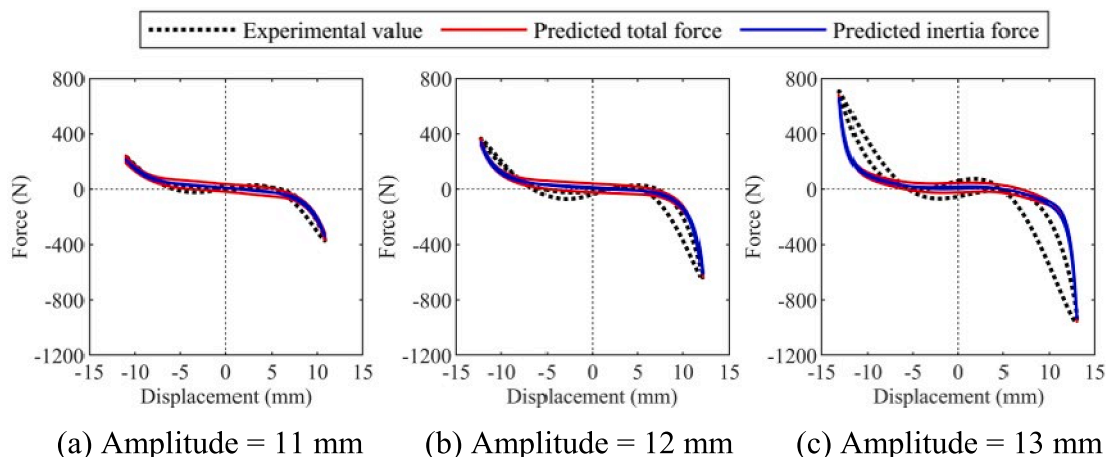 Experimental value Predicted total force Predicted inertia force
800 800 800
400 400 400
0 0 0
-400 -400 -400
-800 -800 -800
-1200 -1200 -1200
Force (N) Force (N) Force (N)
-15 -10 -5 0 5 10 15 -15 -10 -5 0 5 10 15 -15 -10 -5 0 5 10 15
Displacement (mm) Displacement (mm) Displacement (mm)
(a) Amplitude = 11 mm (b) Amplitude = 12 mm (c) Amplitude = 13 mm